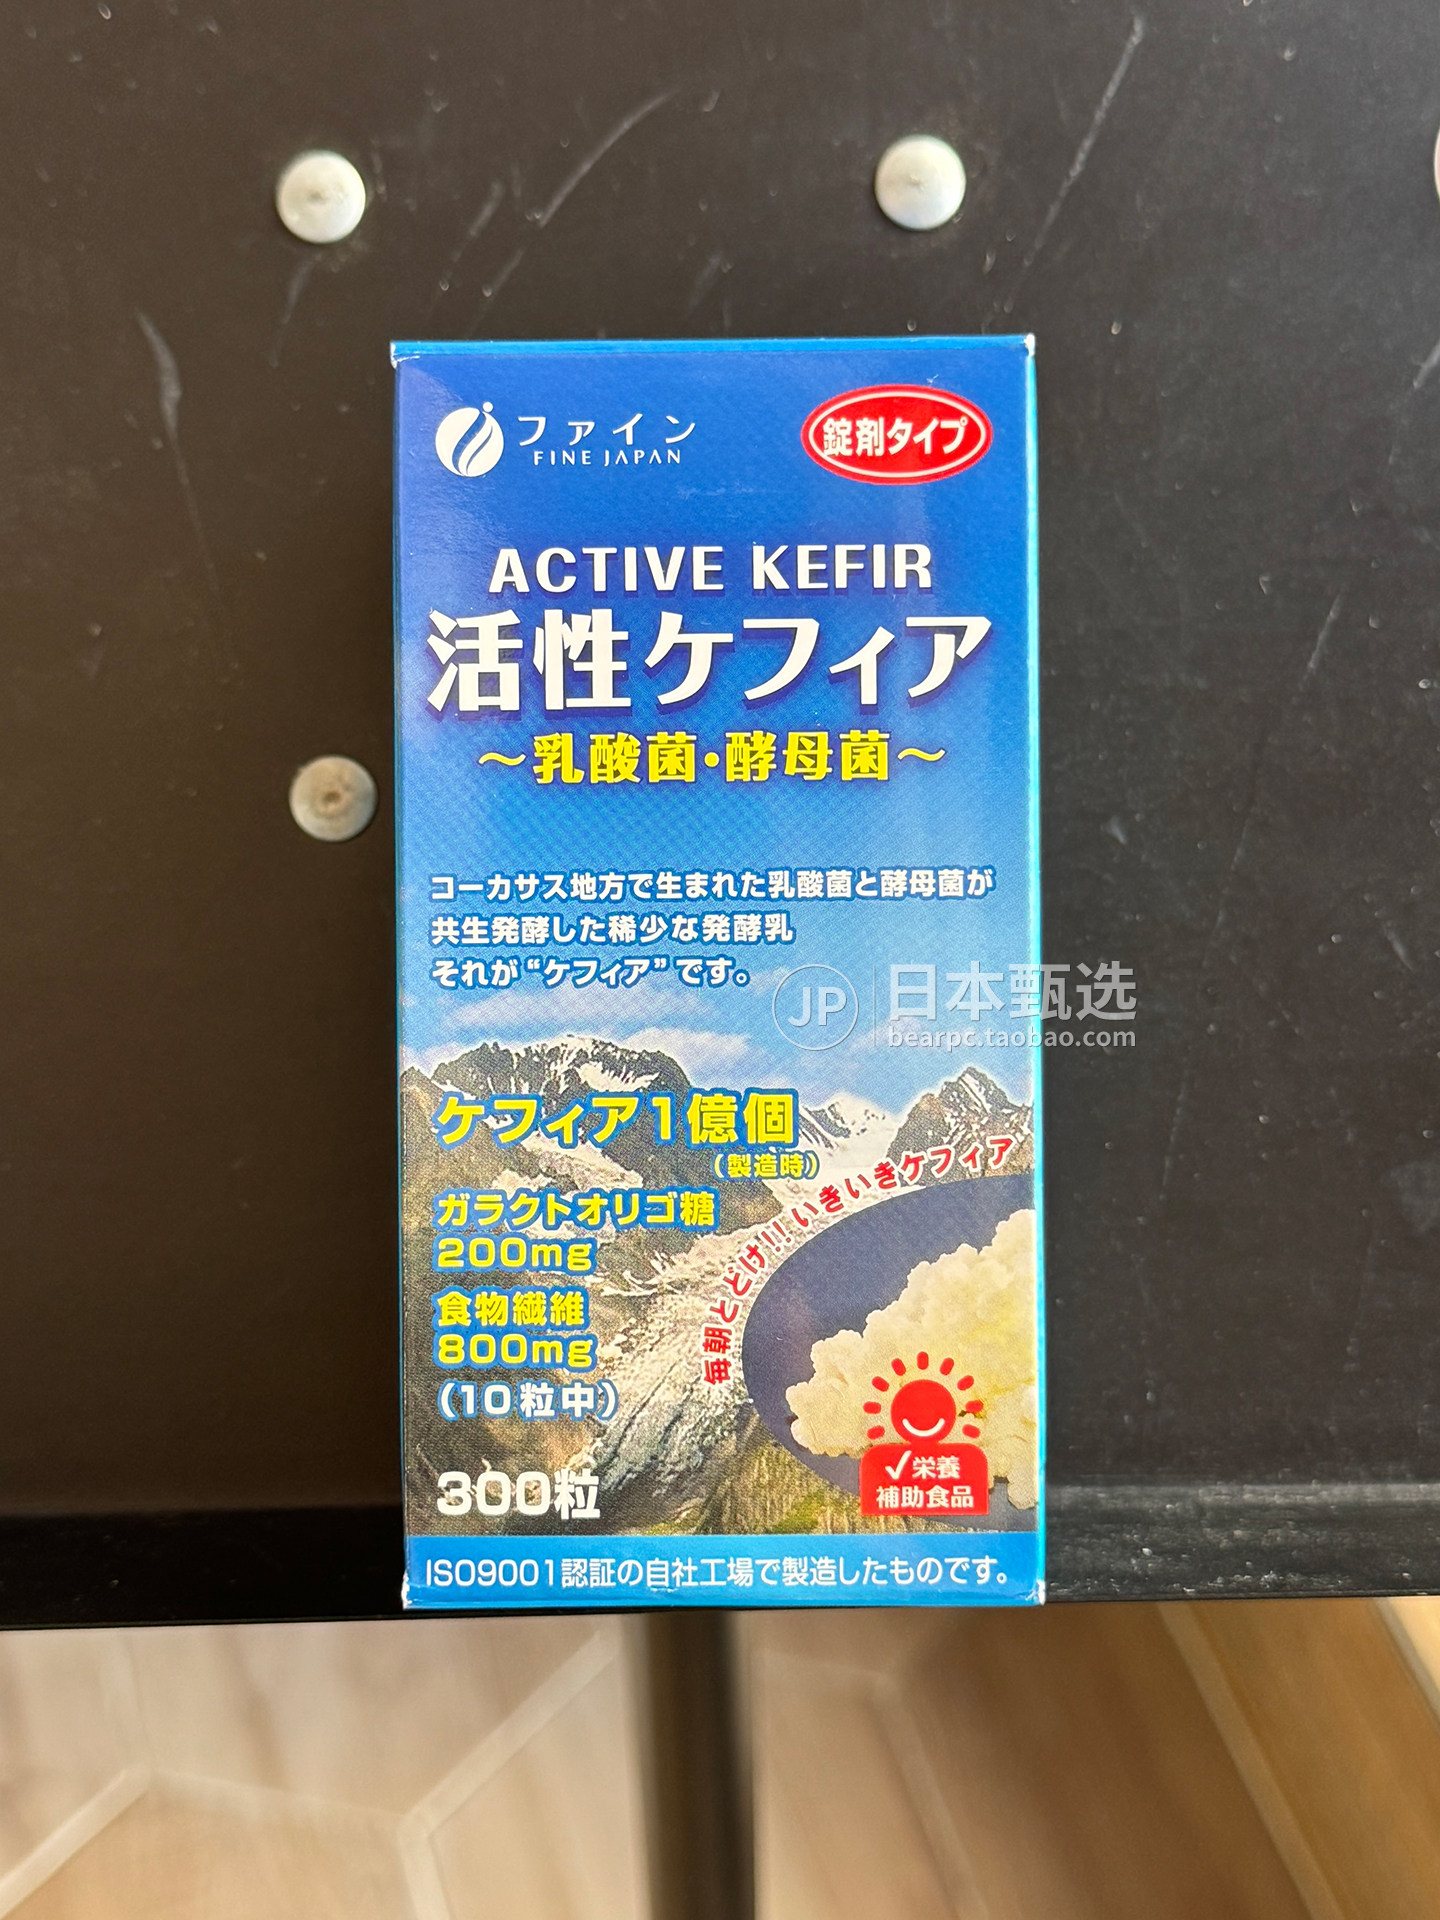 ファイン
FINE JAPAN
錠剤タイプ
ACTIVE KEFIR
活性ケフィア
～乳酸菌・酵母菌～
コーカサス地方で生まれた乳酸菌と酵母菌が
共生発酵した稀少な発酵乳
それが“ケフィア”です。
JP 日本甄选
bearpc.taobao.com
ケフィア1億個
(製造時)
ガラクトオリゴ糖
200mg
食物繊維
800mg
(10粒中)
毎朝とどけ!!! いきいきケフィア
300粒
✓栄養
補助食品
ISO9001認証の自社工場で製造したものです。